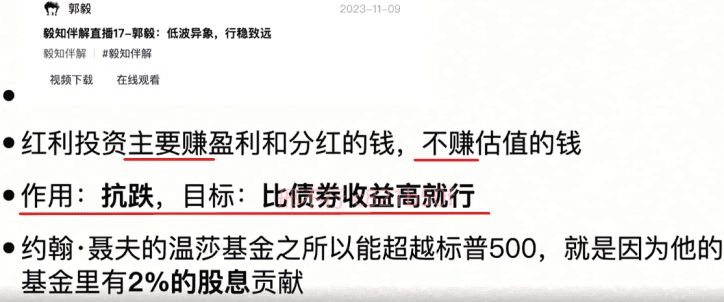 郭毅
2023-11-09
毅知伴解直播17-郭毅：低波异象，行稳致远
毅知伴解 | #毅知伴解
视频下载 在线观看
•
• 红利投资主要赚盈利和分红的钱，不赚估值的钱
• 作用：抗跌，目标：比债券收益高就行
• 约翰·聂夫的温莎基金之所以能超越标普500，就是因为他的
基金里有2%的股息贡献